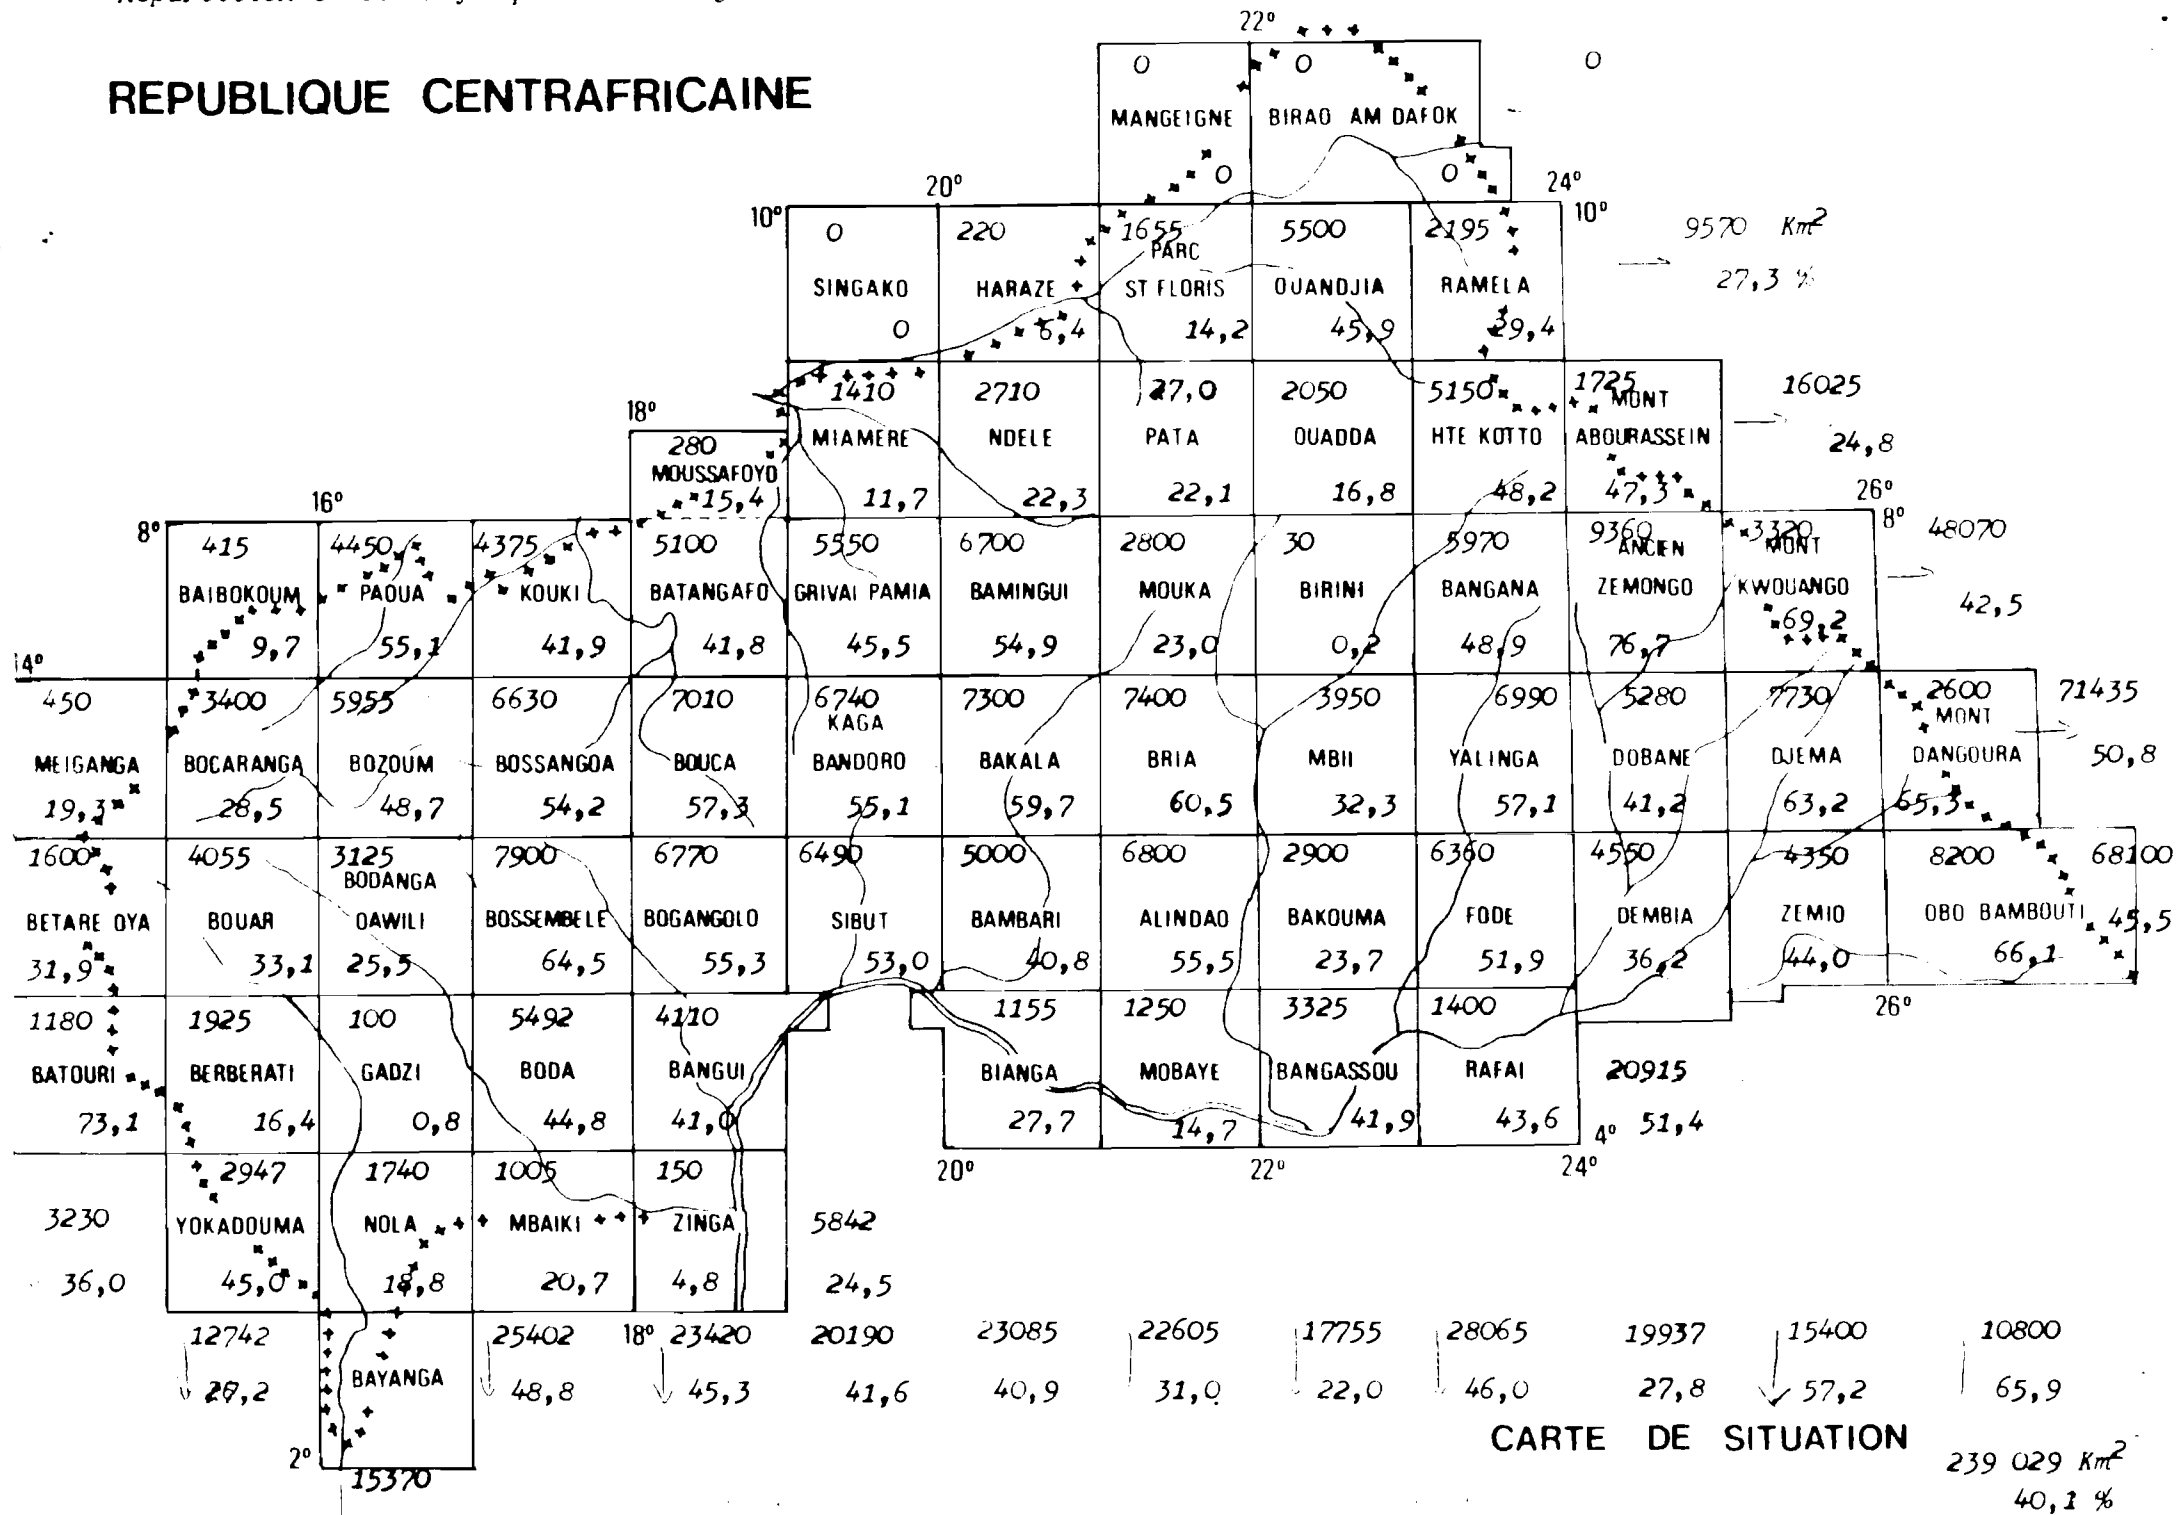 REPUBLIQUE CENTRAFRICAINE
22°
0 0 0
MANGEIGNE BIRAO AM DAFOK
0 0
20° 24°
10° 10°
0 220 1655 5500 2195 9570 Km²
PARC
SINGAKO HARAZE ST FLORIS OUANDJIA RAMELA 27,3 %
0 6,4 14,2 45,9 29,4
1410 2710 27,0 2050 5150 1725 16025
18° MONT
280 MIAMERE NDELE PATA OUADDA HTE KOTTO ABOURASSEIN 24,8
MOUSSAFOYO
15,4 11,7 22,3 22,1 16,8 48,2 47,3
16° 26°
8° 8°
415 4450 4375 5100 5550 6700 2800 30 5970 9360 3320 48070
ANCIEN MONT
BAIBOKOUM PAOUA KOUKI BATANGAFO GRIVAI PAMIA BAMINGUI MOUKA BIRINI BANGANA ZEMONGO KWOUANGO 42,5
9,7 55,1 41,9 41,8 45,5 54,9 23,0 0,2 48,9 76,7 69,2
14°
450 3400 5955 6630 7010 6740 7300 7400 3950 6990 5280 7730 2600 71435
KAGA MONT
MEIGANGA BOCARANGA BOZOUM BOSSANGOA BOUCA BANDORO BAKALA BRIA MBII YALINGA DOBANE DJEMA DANGOURA 50,8
19,3 28,5 48,7 54,2 57,3 55,1 59,7 60,5 32,3 57,1 41,2 63,2 65,3
1600 4055 3125 7900 6770 6490 5000 6800 2900 6360 4550 4350 8200 68100
BODANGA
BETARE OYA BOUAR OAWILI BOSSEMBELE BOGANGOLO SIBUT BAMBARI ALINDAO BAKOUMA FODE DEMBIA ZEMIO OBO BAMBOUTI 45,5
31,9 33,1 25,5 64,5 55,3 53,0 40,8 55,5 23,7 51,9 36,2 44,0 66,1
26°
1180 1925 100 5492 4110 1155 1250 3325 1400
BATOURI BERBERATI GADZI BODA BANGUI BIANGA MOBAYE BANGASSOU RAFAI 20915
73,1 16,4 0,8 44,8 41,0 27,7 14,7 41,9 43,6 4° 51,4
20° 22° 24°
2947 1740 1005 150
3230 YOKADOUMA NOLA MBAIKI ZINGA 5842
36,0 45,0 18,8 20,7 4,8 24,5
12742 25402 18° 23420 20190 23085 22605 17755 28065 19937 15400 10800
BAYANGA
,2 48,8 45,3 41,6 40,9 31,0 22,0 46,0 27,8 57,2 65,9
CARTE DE SITUATION
2°
15370
239 029 Km²
40,1 %